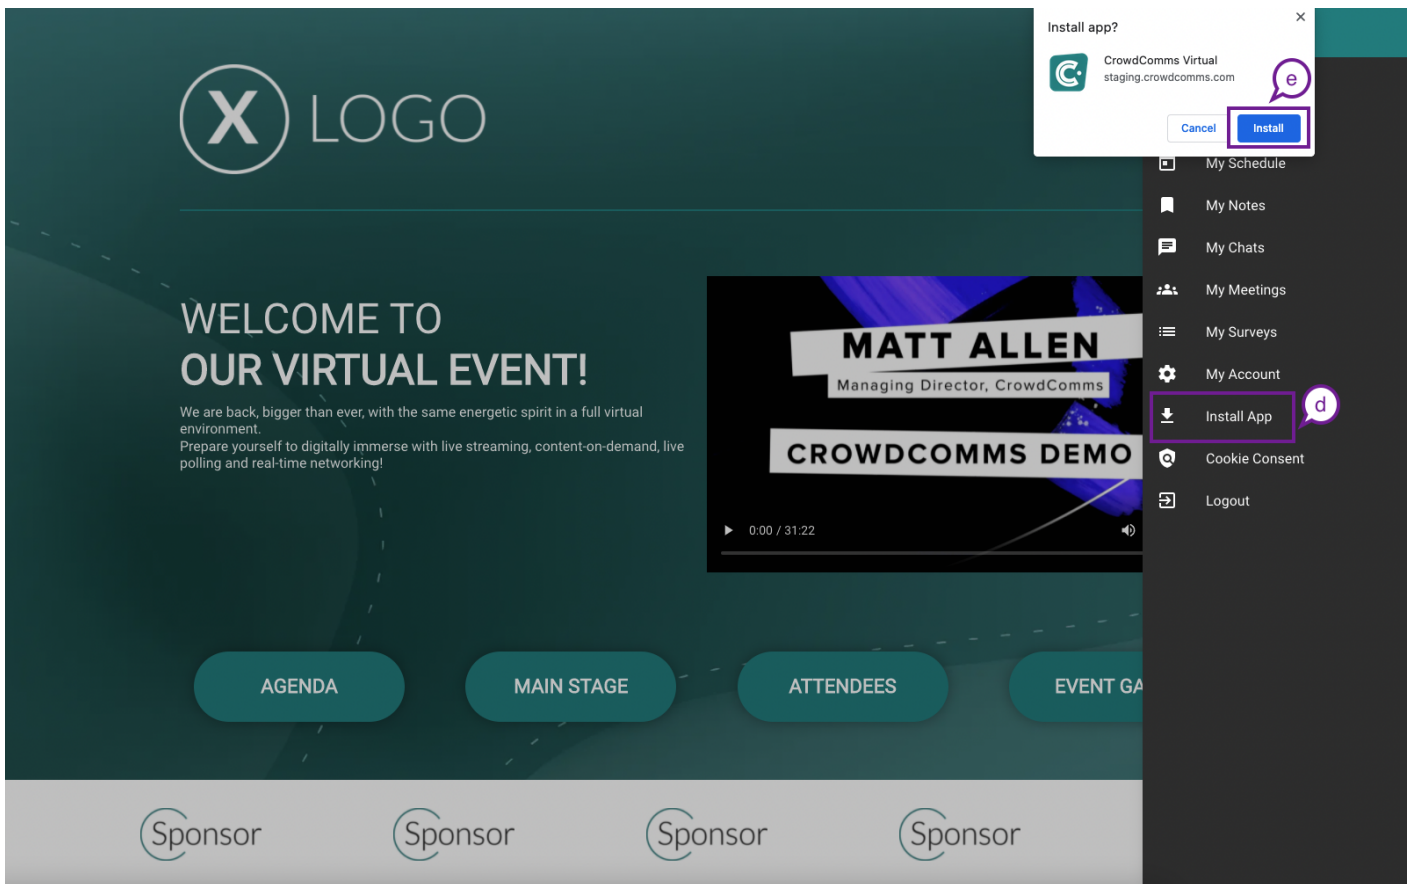 Install app?
CrowdComms Virtual
staging.crowdcomms.com
e
Cancel
Install
X LOGO
My Schedule
My Notes
My Chats
My Meetings
My Surveys
My Account
Install App
d
Cookie Consent
Logout
WELCOME TO
OUR VIRTUAL EVENT!
We are back, bigger than ever, with the same energetic spirit in a full virtual
environment.
Prepare yourself to digitally immerse with live streaming, content-on-demand, live
polling and real-time networking!
MATT ALLEN
Managing Director, CrowdComms
CROWDCOMMS DEMO
0:00 / 31:22
AGENDA
MAIN STAGE
ATTENDEES
EVENT GA
Sponsor
Sponsor
Sponsor
Sponsor